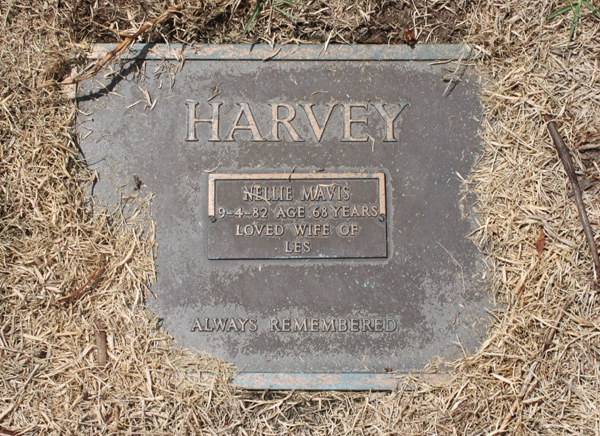 HARVEY
NELLIE MAVIS
9-4-82 AGE 68 YEARS
LOVED WIFE OF
LES
ALWAYS REMEMBERED